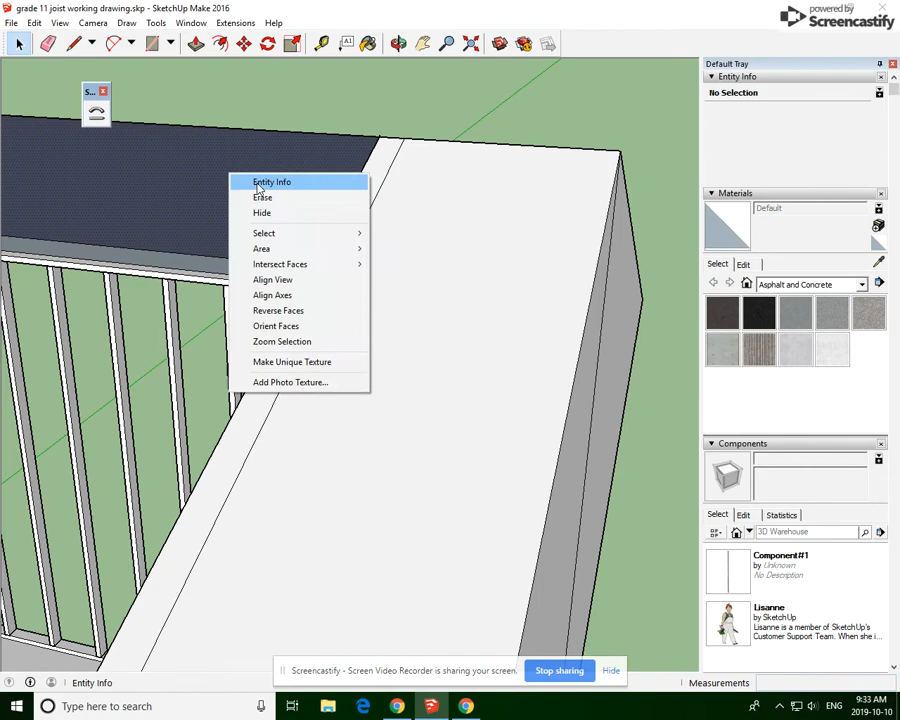 grade 11 joist working drawing.skp - SketchUp Make 2016
powered by
Screencastify
File Edit View Camera Draw Tools Window Extensions Help
Default Tray
S...
Entity Info
No Selection
Entity Info
Erase
Hide
Select
Area
Intersect Faces
Align View
Align Axes
Reverse Faces
Orient Faces
Zoom Selection
Make Unique Texture
Add Photo Texture...
Materials
Default
Select Edit
Asphalt and Concrete
Components
Select Edit Statistics
3D Warehouse
Component#1
by Unknown
No Description
Lisanne
by SketchUp
Lisanne is a member of SketchUp's
Customer Support Team. When she i...
Screencastify - Screen Video Recorder is sharing your screen.
Stop sharing
Hide
Entity Info
Measurements
Type here to search
ENG
9:33 AM
2019-10-10